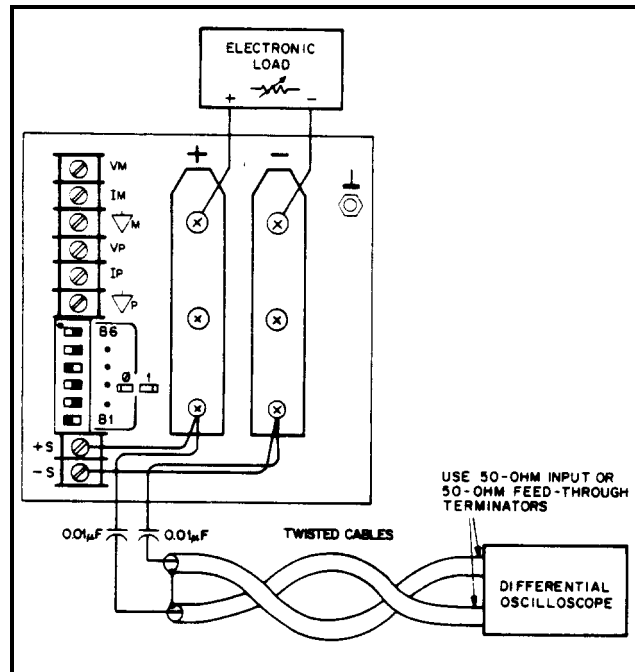 ELECTRONIC
LOAD
+ -
+ -
VM
IM
M
VP
IP
P
B6
0 1
B1
+S
-S
0.01µF 0.01µF
TWISTED CABLES
USE 50-OHM INPUT OR
50-OHM FEED-THROUGH
TERMINATORS
DIFFERENTIAL
OSCILLOSCOPE